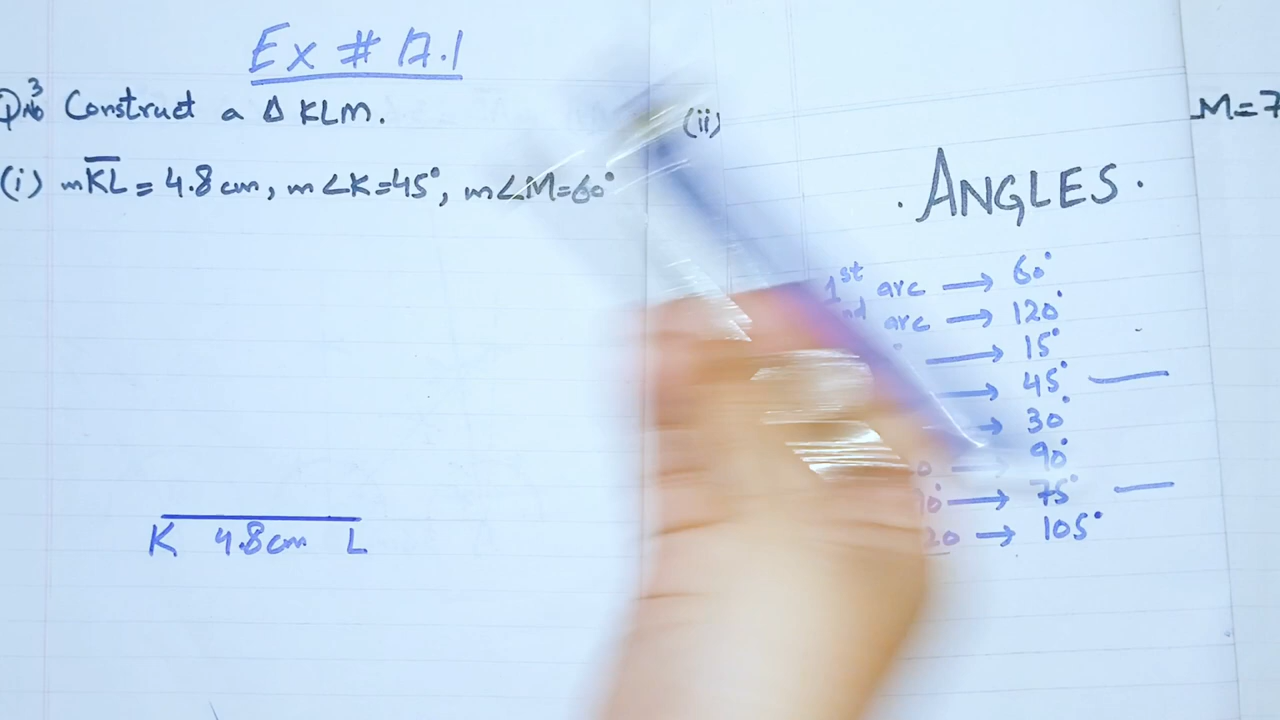 Ex # 17.1
QNo 3 Construct a Δ KLM.
(i) mKL = 4.8 cm, m∠K=45°, m∠M=60°
K 4.8cm L
(ii)
M=7
. ANGLES .
1st arc → 60°
arc → 120°
→ 15°
→ 45° —
→ 30°
→ 90°
→ 75° —
→ 105°